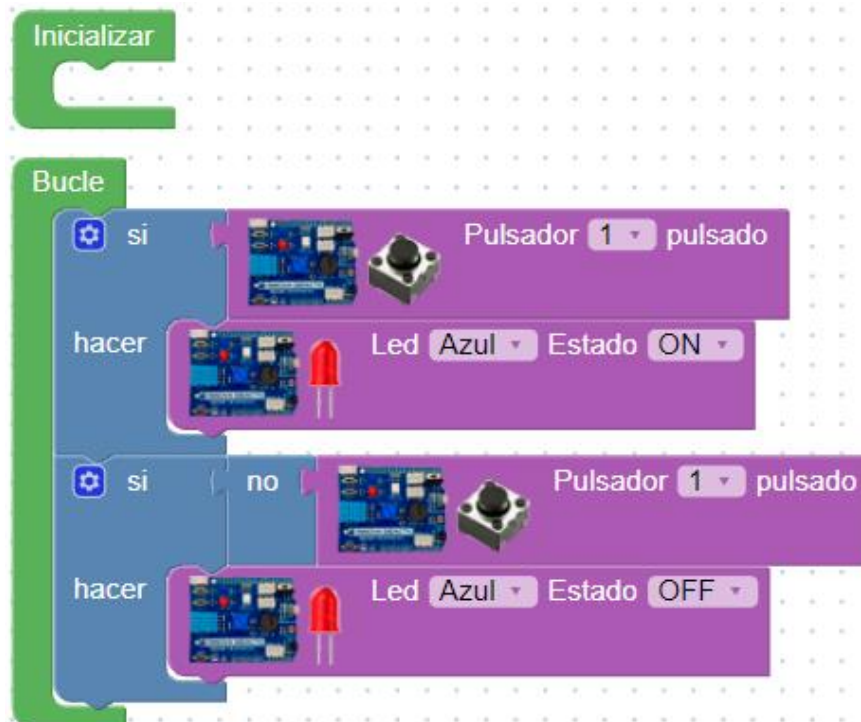 Inicializar
Bucle
si Pulsador 1 pulsado
hacer Led Azul Estado ON
si no Pulsador 1 pulsado
hacer Led Azul Estado OFF